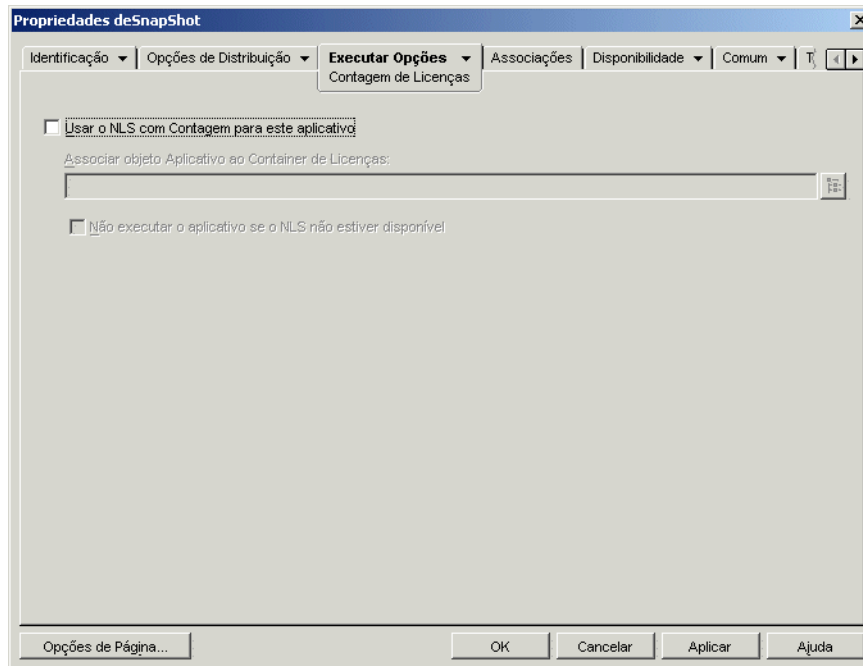 Propriedades deSnapShot
Identificação Opções de Distribuição Executar Opções Associações Disponibilidade Comum
Contagem de Licenças
Usar o NLS com Contagem para este aplicativo
Associar objeto Aplicativo ao Container de Licenças:
Não executar o aplicativo se o NLS não estiver disponível
Opções de Página... OK Cancelar Aplicar Ajuda